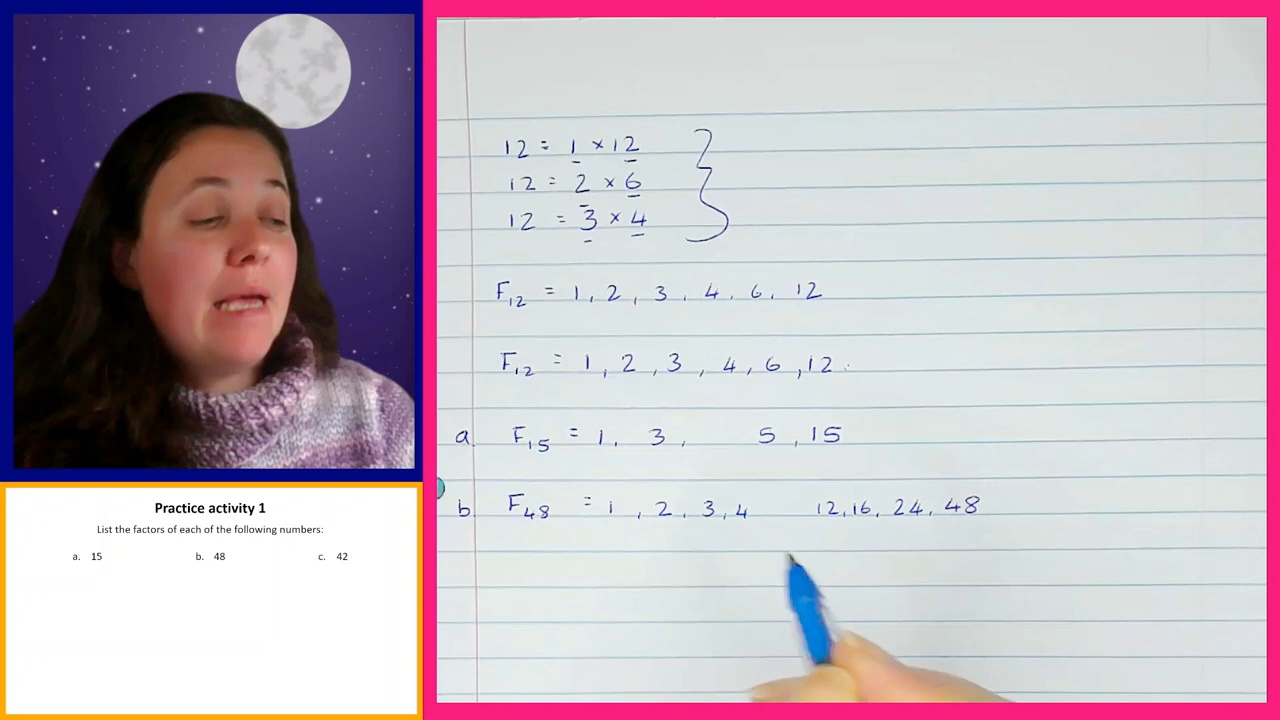 12 = 1 × 12
12 = 2 × 6
12 = 3 × 4
F12 = 1, 2, 3, 4, 6, 12
F12 = 1, 2, 3, 4, 6, 12.
a. F15 = 1, 3, 5, 15
b. F48 = 1, 2, 3, 4 12, 16, 24, 48
Practice activity 1
List the factors of each of the following numbers:
a. 15 b. 48 c. 42